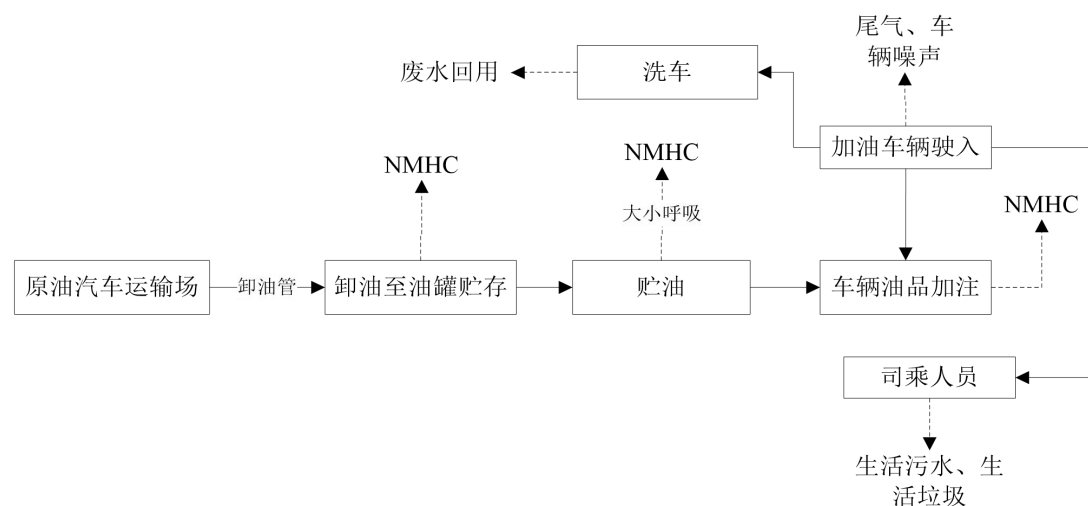 尾气、车
辆噪声
废水回用
洗车
加油车辆驶入
NMHC
NMHC
大小呼吸
NMHC
原油汽车运输场
卸油管
卸油至油罐贮存
贮油
车辆油品加注
司乘人员
生活污水、生
活垃圾